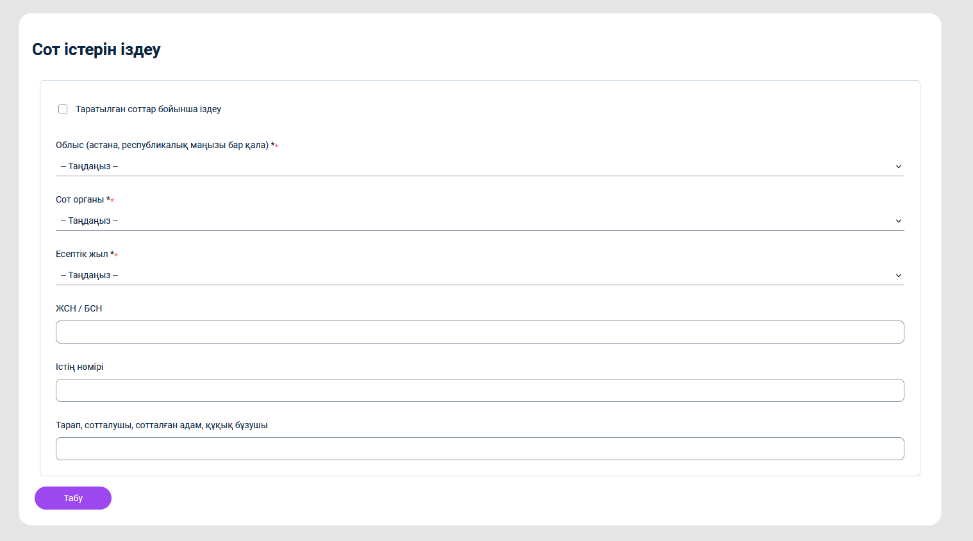 Сот істерін іздеу
Таратылған соттар бойынша іздеу
Облыс (астана, республикалық маңызы бар қала) **
-- Таңдаңыз --
Сот органы **
-- Таңдаңыз --
Есептік жыл **
-- Таңдаңыз --
ЖСН / БСН
Істің нөмірі
Тарап, сотталушы, сотталған адам, құқық бұзушы
Табу